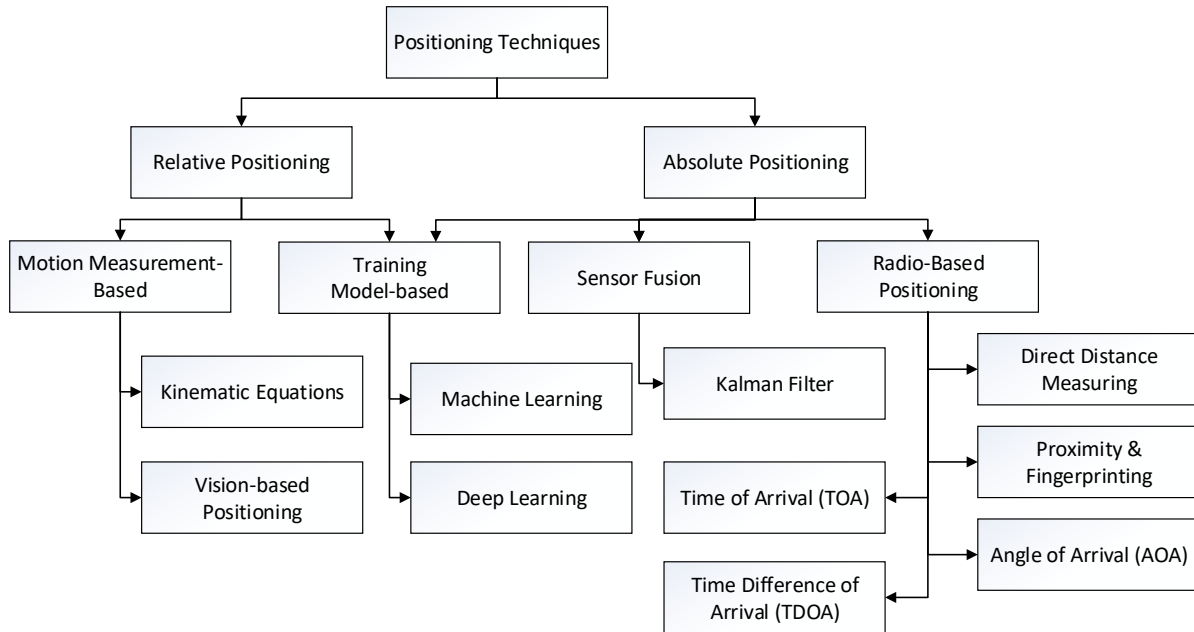 Positioning Techniques
Relative Positioning
Absolute Positioning
Motion Measurement-
Based
Training
Model-based
Sensor Fusion
Radio-Based
Positioning
Kinematic Equations
Machine Learning
Kalman Filter
Direct Distance
Measuring
Vision-based
Positioning
Deep Learning
Time of Arrival (TOA)
Proximity &
Fingerprinting
Time Difference of
Arrival (TDOA)
Angle of Arrival (AOA)